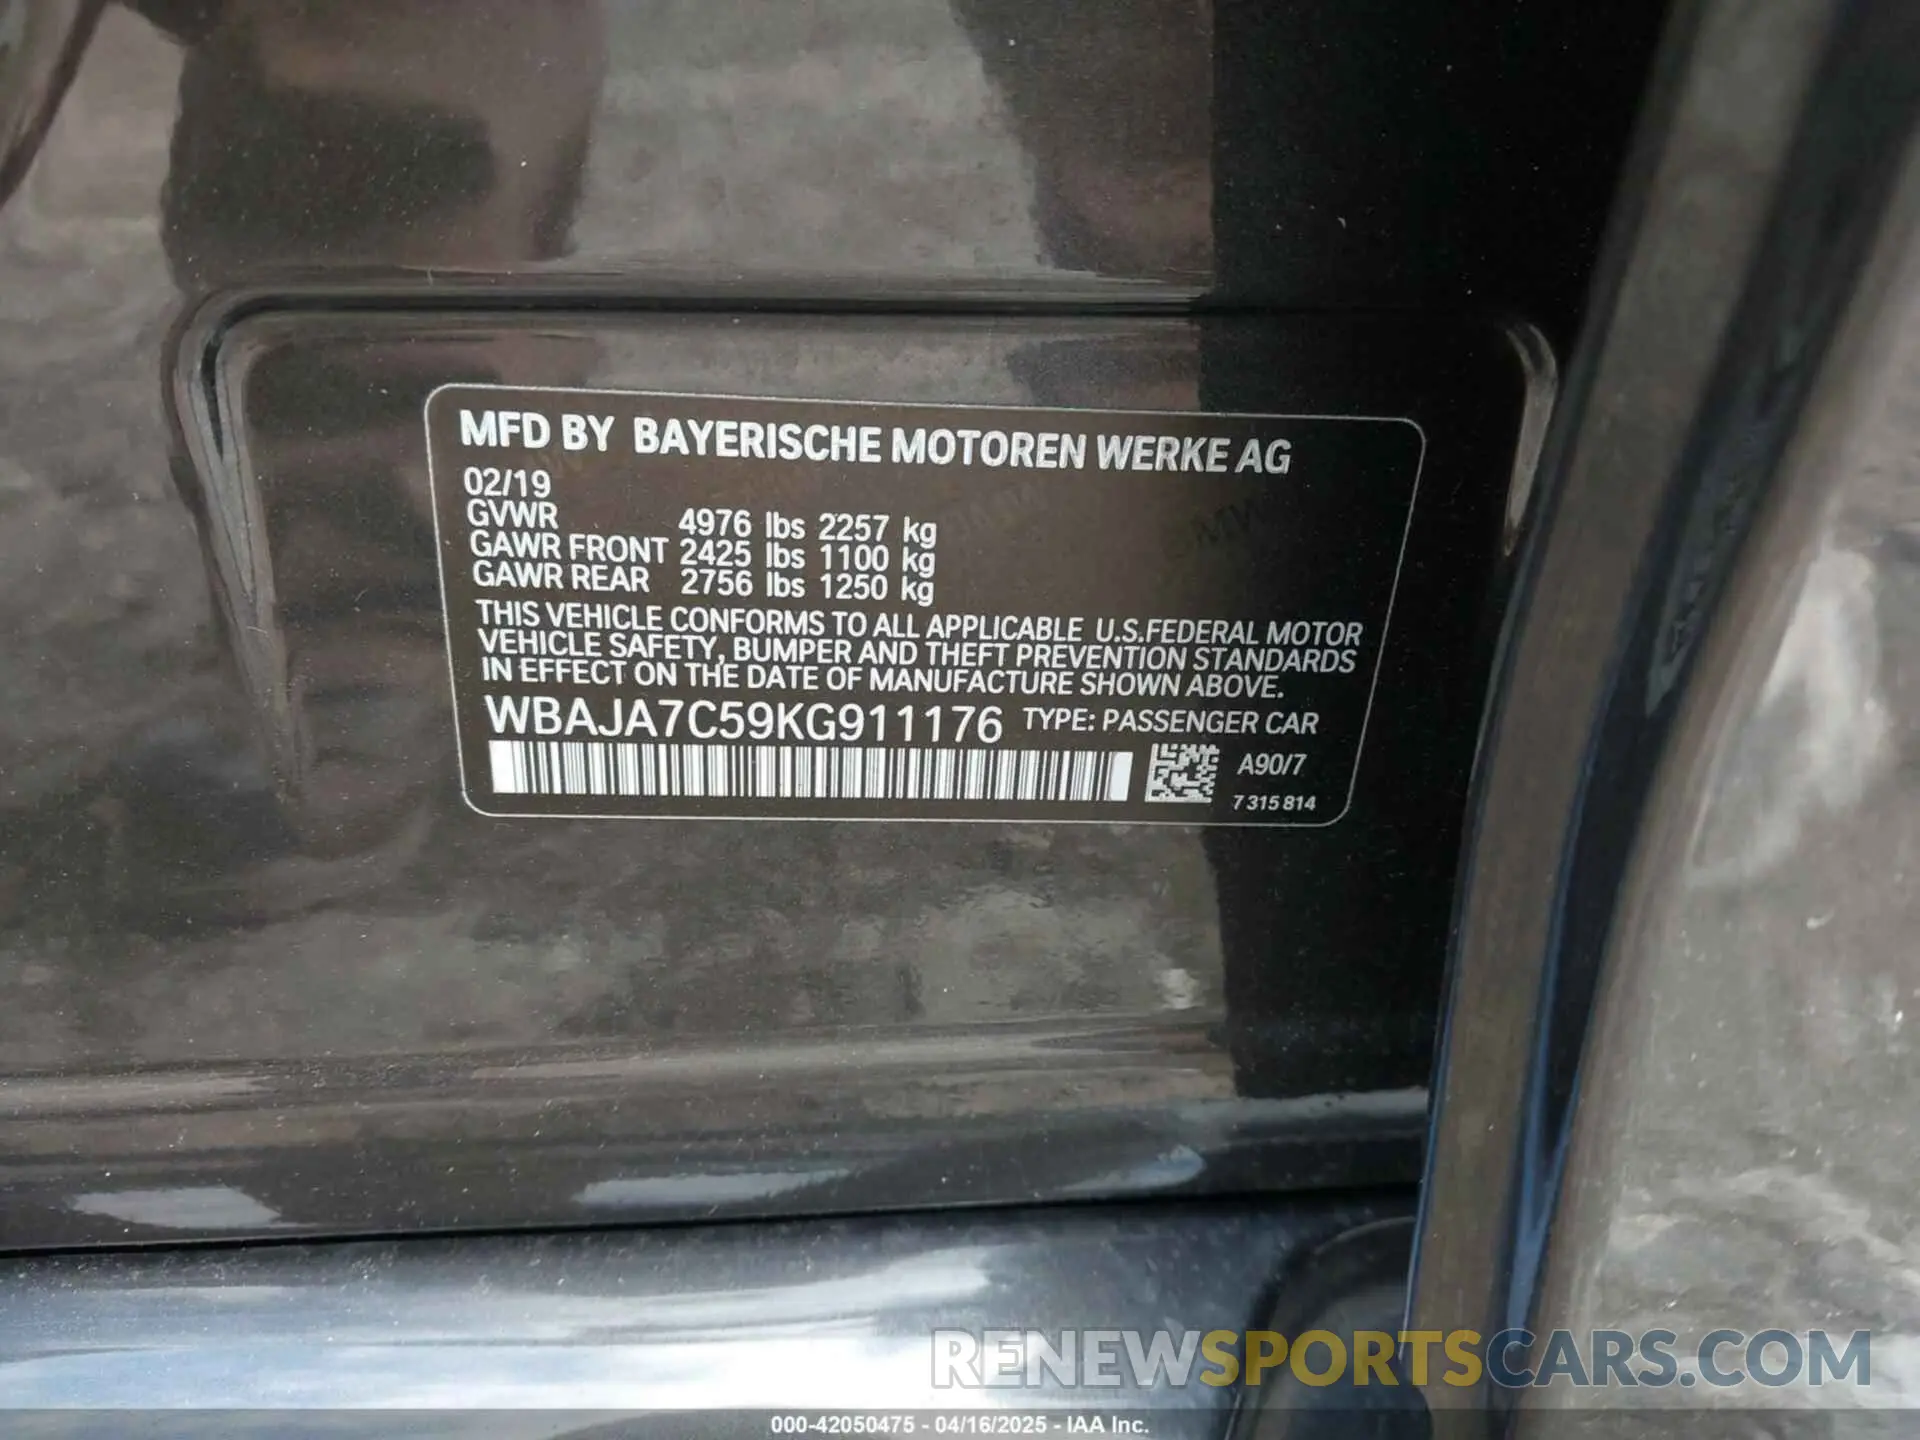 MFD BY BAYERISCHE MOTOREN WERKE AG
02/19
GVWR 4976 lbs 2257 kg
GAWR FRONT 2425 lbs 1100 kg
GAWR REAR 2756 lbs 1250 kg
THIS VEHICLE CONFORMS TO ALL APPLICABLE U.S.FEDERAL MOTOR
VEHICLE SAFETY, BUMPER AND THEFT PREVENTION STANDARDS
IN EFFECT ON THE DATE OF MANUFACTURE SHOWN ABOVE.
WBAJA7C59KG911176 TYPE: PASSENGER CAR
A90/7
7 315 814
RENEWSPORTSCARS.COM
000-42050475 - 04/16/2025 - IAA Inc.